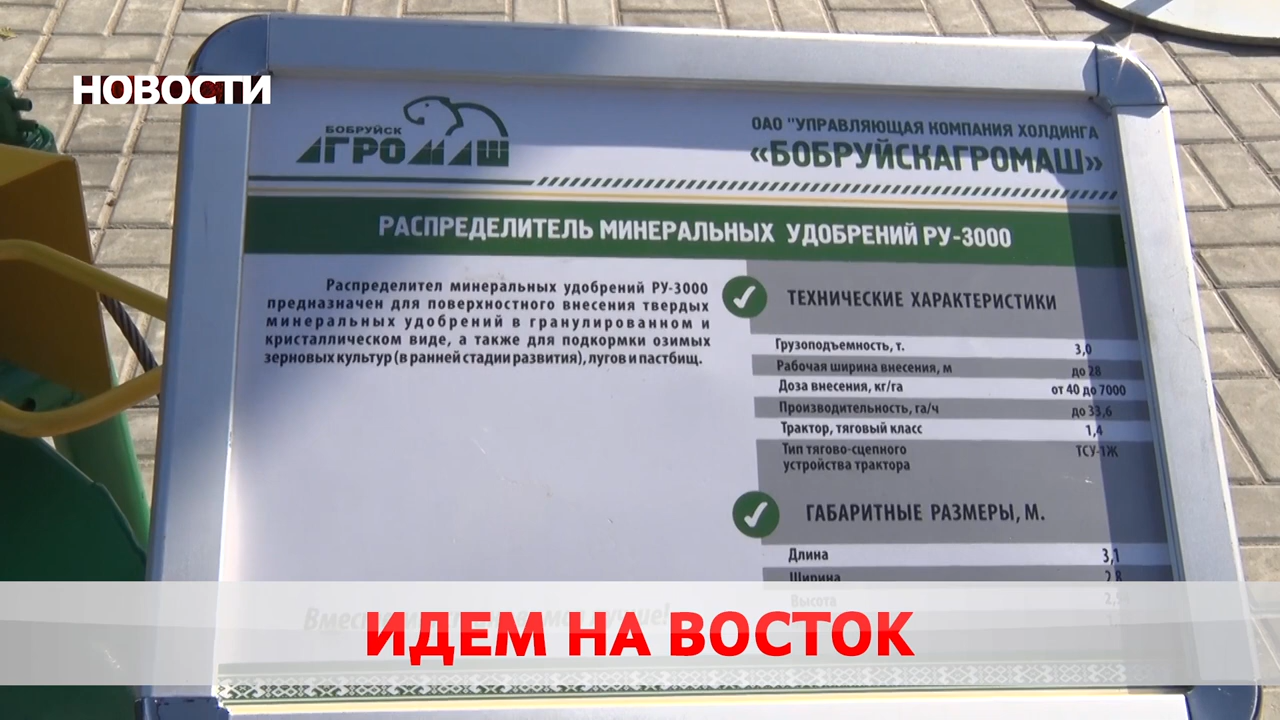 НОВОСТИ
БОБРУЙСК
АГРОМАШ
ОАО "УПРАВЛЯЮЩАЯ КОМПАНИЯ ХОЛДИНГА
«БОБРУЙСКАГРОМАШ»
РАСПРЕДЕЛИТЕЛЬ МИНЕРАЛЬНЫХ УДОБРЕНИЙ РУ-3000
Распределител минеральных удобрений РУ-3000
предназначен для поверхностного внесения твердых
минеральных удобрений в гранулированном и
кристаллическом виде, а также для подкормки озимых
зерновых культур (в ранней стадии развития), лугов и пастбищ.
ТЕХНИЧЕСКИЕ ХАРАКТЕРИСТИКИ
Грузоподъемность, т. 3,0
Рабочая ширина внесения, м до 28
Доза внесения, кг/га от 40 до 7000
Производительность, га/ч до 33,6
Трактор, тяговый класс 1,4
Тип тягово-сцепного ТСУ-1Ж
устройства трактора
ГАБАРИТНЫЕ РАЗМЕРЫ, М.
Длина 3,1
Ширина 2,8
Высота
ИДЕМ НА ВОСТОК